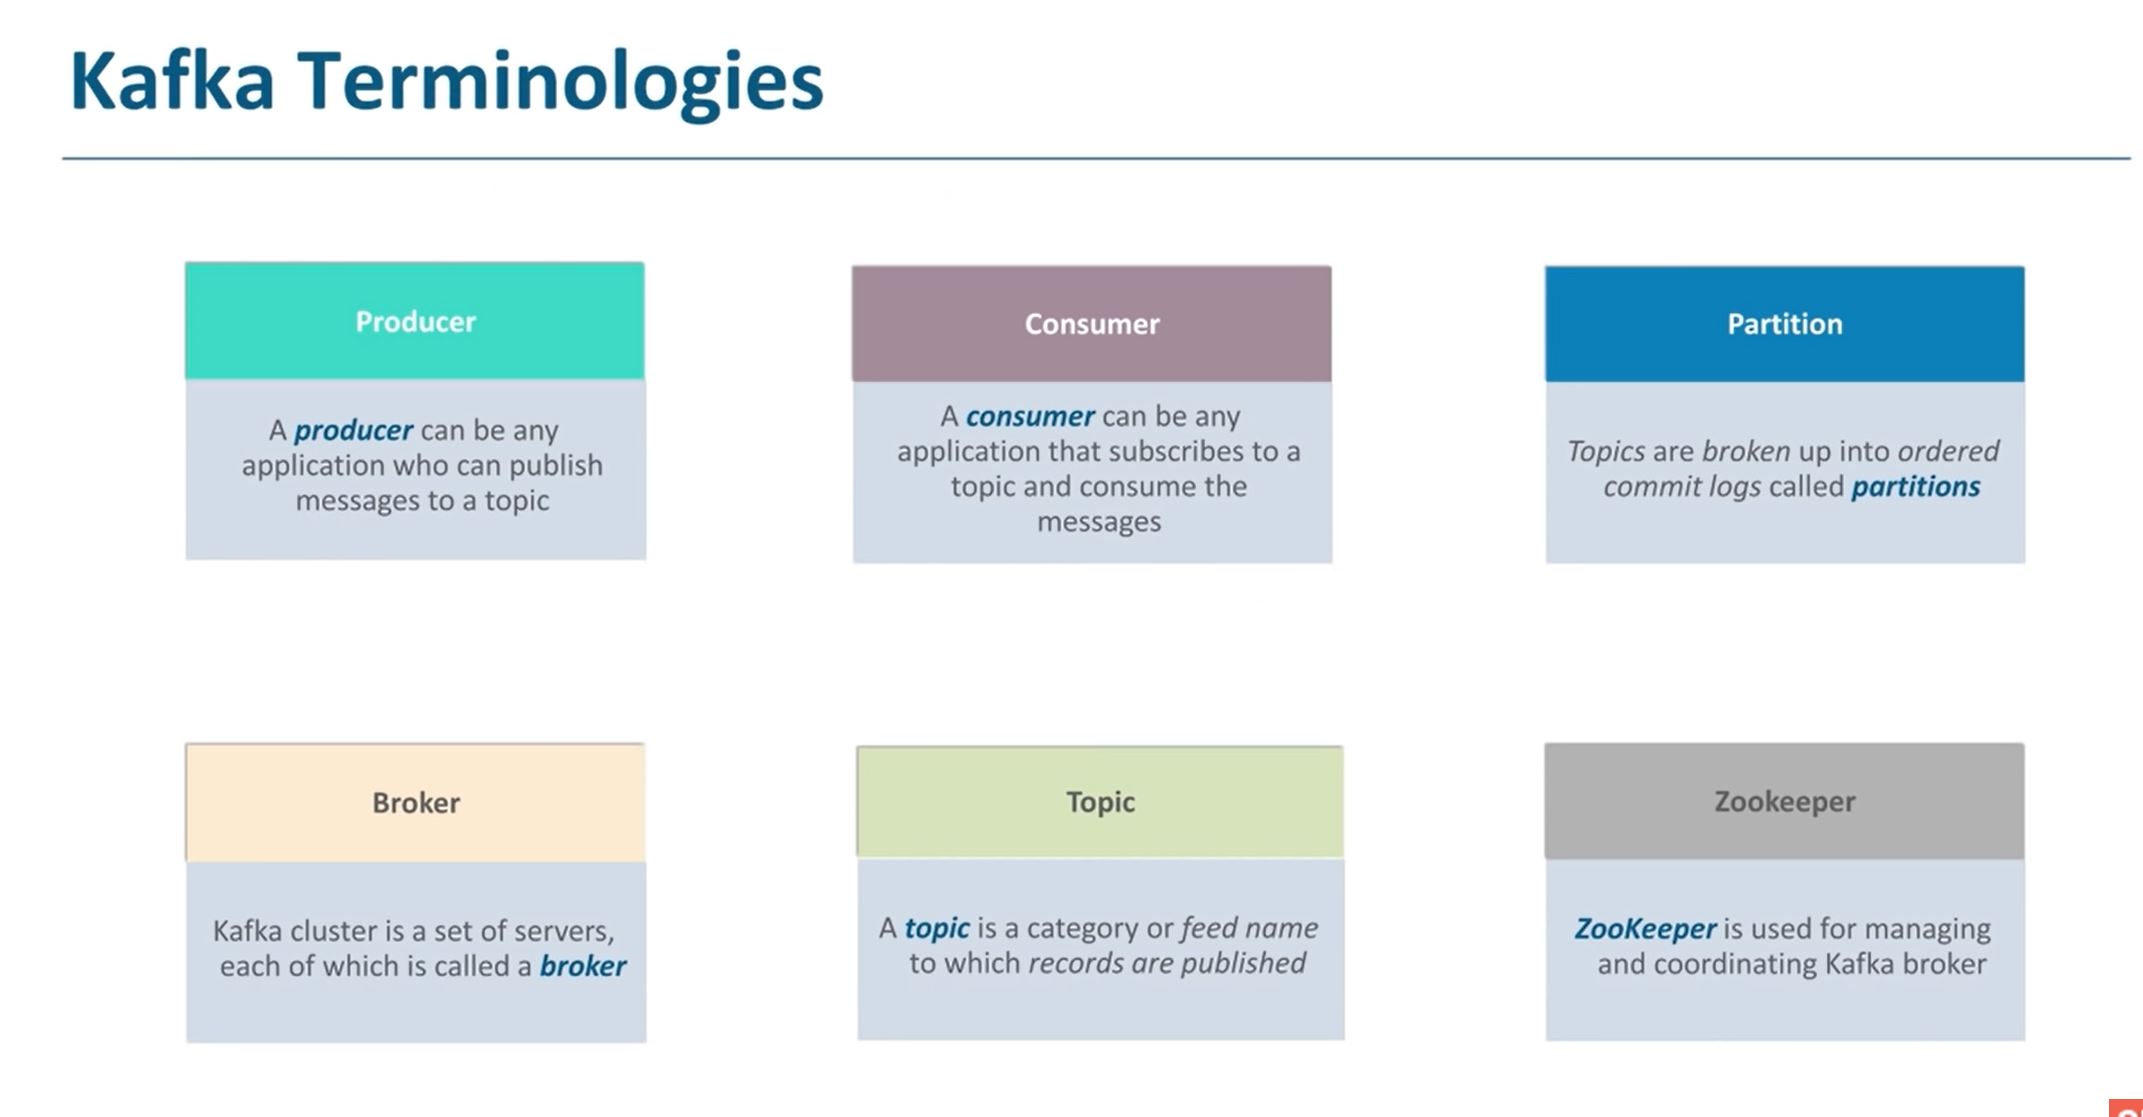 Kafka Terminologies
Producer
A producer can be any
application who can publish
messages to a topic
Consumer
A consumer can be any
application that subscribes to a
topic and consume the
messages
Partition
Topics are broken up into ordered
commit logs called partitions
Broker
Kafka cluster is a set of servers,
each of which is called a broker
Topic
A topic is a category or feed name
to which records are published
Zookeeper
ZooKeeper is used for managing
and coordinating Kafka broker